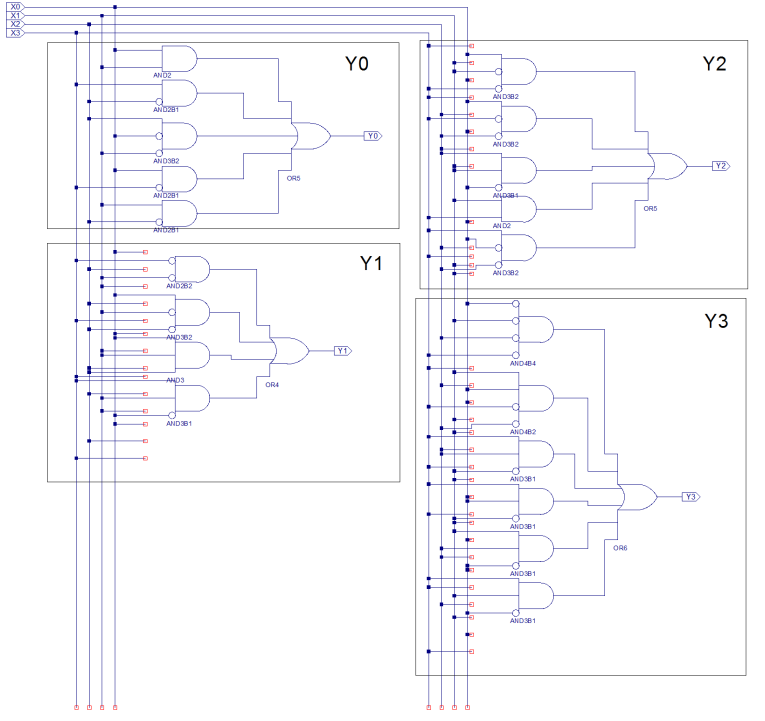 X0
X1
X2
X3
Y0
AND2
AND2B1
AND3B2
AND2B1
AND2B1
OR5
Y0
Y1
AND2B2
AND3B2
AND3
AND3B1
OR4
Y1
Y2
AND3B2
AND3B2
AND3B1
AND2
AND3B2
OR5
Y2
Y3
AND4B4
AND4B2
AND3B1
AND3B1
AND3B1
AND3B1
OR6
Y3